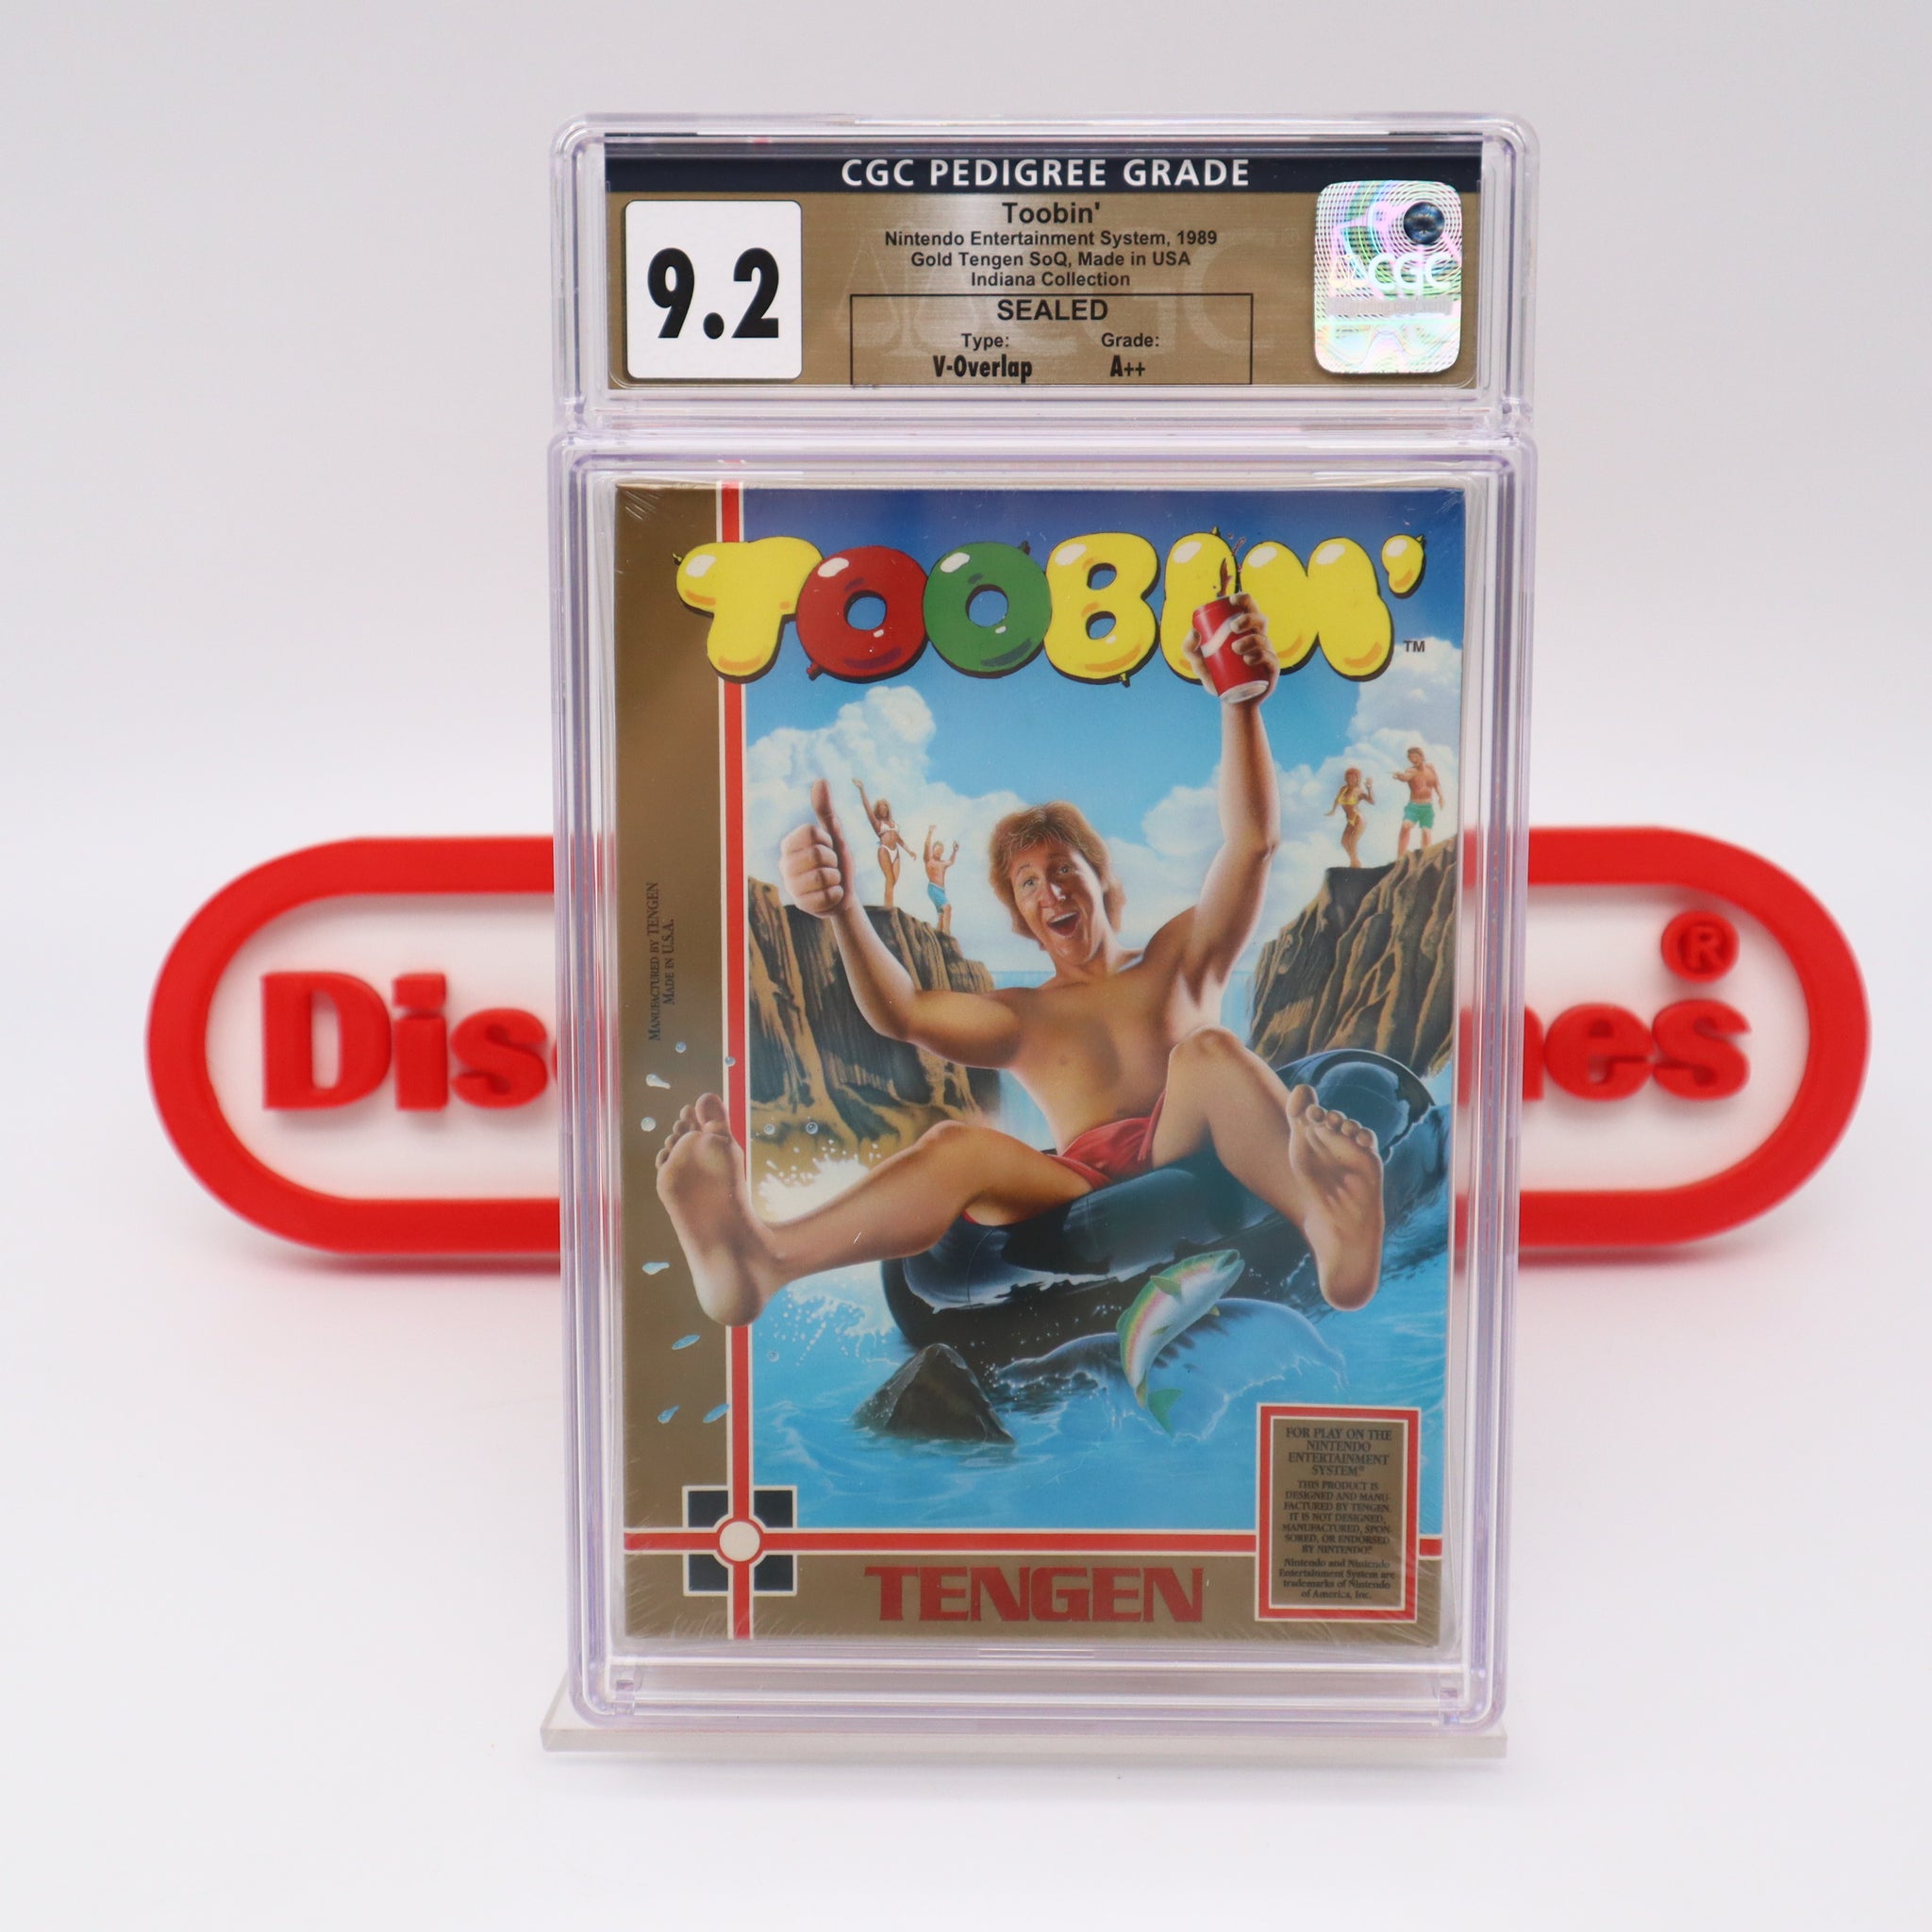 CGC PEDIGREE GRADE
9.2
Toobin'
Nintendo Entertainment System, 1989
Gold Tengen SoQ, Made in USA
Indiana Collection
SEALED
Type: Grade:
V-Overlap A++
CGC
TOOBIN'
TM
MANUFACTURED BY TENGEN
MADE IN U.S.A.
Dis
nes
®
FOR PLAY ON THE
NINTENDO
ENTERTAINMENT
SYSTEM®
THIS PRODUCT IS
DESIGNED AND MANU-
FACTURED BY TENGEN.
IT IS NOT DESIGNED,
MANUFACTURED, SPON-
SORED, OR ENDORSED
BY NINTENDO.®
Nintendo and Nintendo
Entertainment System are
trademarks of Nintendo
of America, Inc.
TENGEN